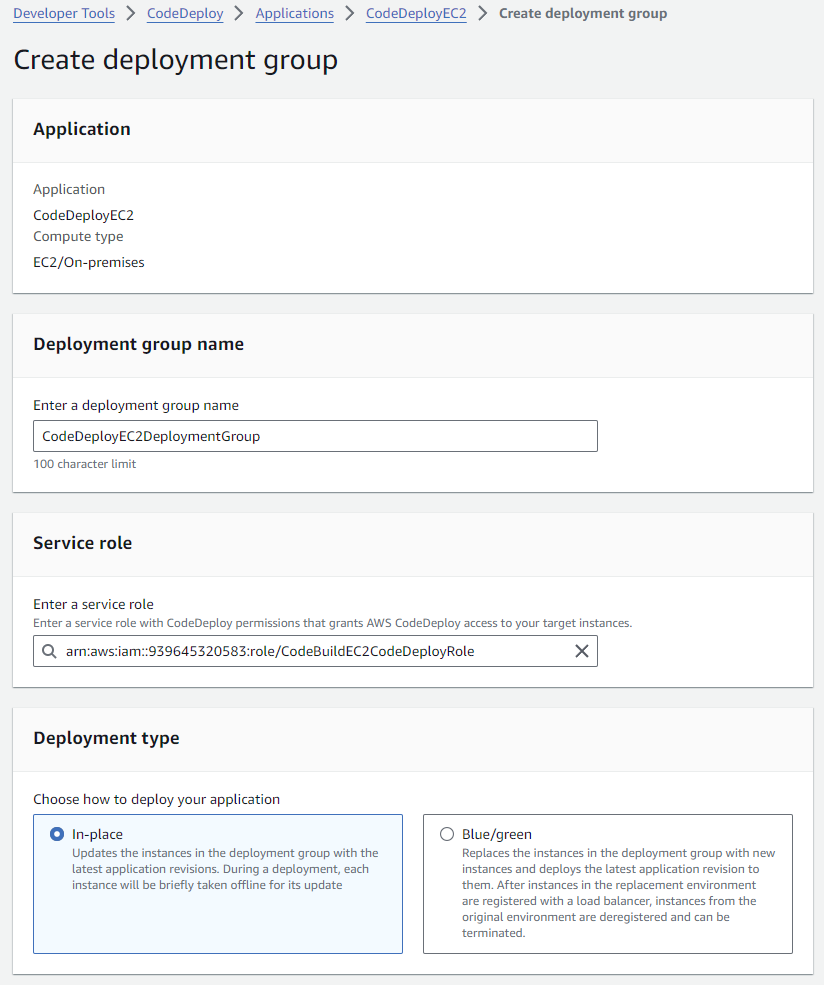 Developer Tools > CodeDeploy > Applications > CodeDeployEC2 > Create deployment group
Create deployment group
Application
Application
CodeDeployEC2
Compute type
EC2/On-premises
Deployment group name
Enter a deployment group name
CodeDeployEC2DeploymentGroup
100 character limit
Service role
Enter a service role
Enter a service role with CodeDeploy permissions that grants AWS CodeDeploy access to your target instances.
arn:aws:iam::939645320583:role/CodeBuildEC2CodeDeployRole
Deployment type
Choose how to deploy your application
In-place
Updates the instances in the deployment group with the
latest application revisions. During a deployment, each
instance will be briefly taken offline for its update
Blue/green
Replaces the instances in the deployment group with new
instances and deploys the latest application revision to
them. After instances in the replacement environment
are registered with a load balancer, instances from the
original environment are deregistered and can be
terminated.